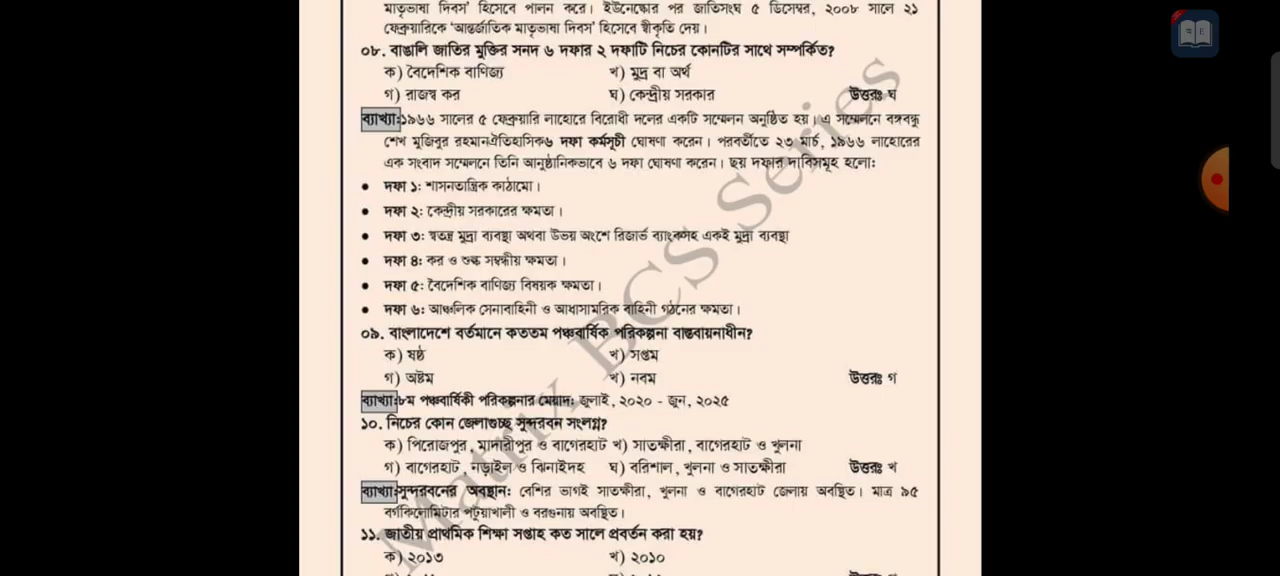 মাতৃভাষা দিবস' হিসেবে পালন করে। ইউনেস্কোর পর জাতিসংঘ ৫ ডিসেম্বর, ২০০৮ সালে ২১
ফেব্রুয়ারিকে 'আন্তর্জাতিক মাতৃভাষা দিবস' হিসেবে স্বীকৃতি দেয়।
০৮. বাঙালি জাতির মুক্তির সনদ ৬ দফার ২ দফাটি নিচের কোনটির সাথে সম্পর্কিত?
ক) বৈদেশিক বাণিজ্য খ) মুদ্র বা অর্থ
গ) রাজস্ব কর ঘ) কেন্দ্রীয় সরকার উত্তরঃ ঘ
ব্যাখ্যা:১৯৬৬ সালের ৫ ফেব্রুয়ারি লাহোরে বিরোধী দলের একটি সম্মেলন অনুষ্ঠিত হয়। এ সম্মেলনে বঙ্গবন্ধু
শেখ মুজিবুর রহমানঐতিহাসিক৬ দফা কর্মসূচী ঘোষণা করেন। পরবর্তীতে ২৩ মার্চ, ১৯৬৬ লাহোরের
এক সংবাদ সম্মেলনে তিনি আনুষ্ঠানিকভাবে ৬ দফা ঘোষণা করেন। ছয় দফার দাবিসমূহ হলো:
• দফা ১: শাসনতান্ত্রিক কাঠামো।
• দফা ২: কেন্দ্রীয় সরকারের ক্ষমতা।
• দফা ৩: স্বতন্ত্র মুদ্রা ব্যবস্থা অথবা উভয় অংশে রিজার্ভ ব্যাংকসহ একই মুদ্রা ব্যবস্থা
• দফা ৪: কর ও শুল্ক সম্বন্ধীয় ক্ষমতা।
• দফা ৫: বৈদেশিক বাণিজ্য বিষয়ক ক্ষমতা।
• দফা ৬: আঞ্চলিক সেনাবাহিনী ও আধাসামরিক বাহিনী গঠনের ক্ষমতা।
০৯. বাংলাদেশে বর্তমানে কততম পঞ্চবার্ষিক পরিকল্পনা বাস্তবায়নাধীন?
ক) ষষ্ঠ খ) সপ্তম
গ) অষ্টম খ) নবম উত্তরঃ গ
ব্যাখ্যা:৮ম পঞ্চবার্ষিকী পরিকল্পনার মেয়াদ: জুলাই, ২০২০ - জুন, ২০২৫
১০. নিচের কোন জেলাগুচ্ছ সুন্দরবন সংলগ্ন?
ক) পিরোজপুর, মাদারীপুর ও বাগেরহাট খ) সাতক্ষীরা, বাগেরহাট ও খুলনা
গ) বাগেরহাট, নড়াইল ও ঝিনাইদহ ঘ) বরিশাল, খুলনা ও সাতক্ষীরা উত্তরঃ খ
ব্যাখ্যা:সুন্দরবনের অবস্থান: বেশির ভাগই সাতক্ষীরা, খুলনা ও বাগেরহাট জেলায় অবস্থিত। মাত্র ৯৫
বর্গকিলোমিটার পটুয়াখালী ও বরগুনায় অবস্থিত।
১১. জাতীয় প্রাথমিক শিক্ষা সপ্তাহ কত সালে প্রবর্তন করা হয়?
ক) ২০১৩ খ) ২০১০
Matrix BCS Series